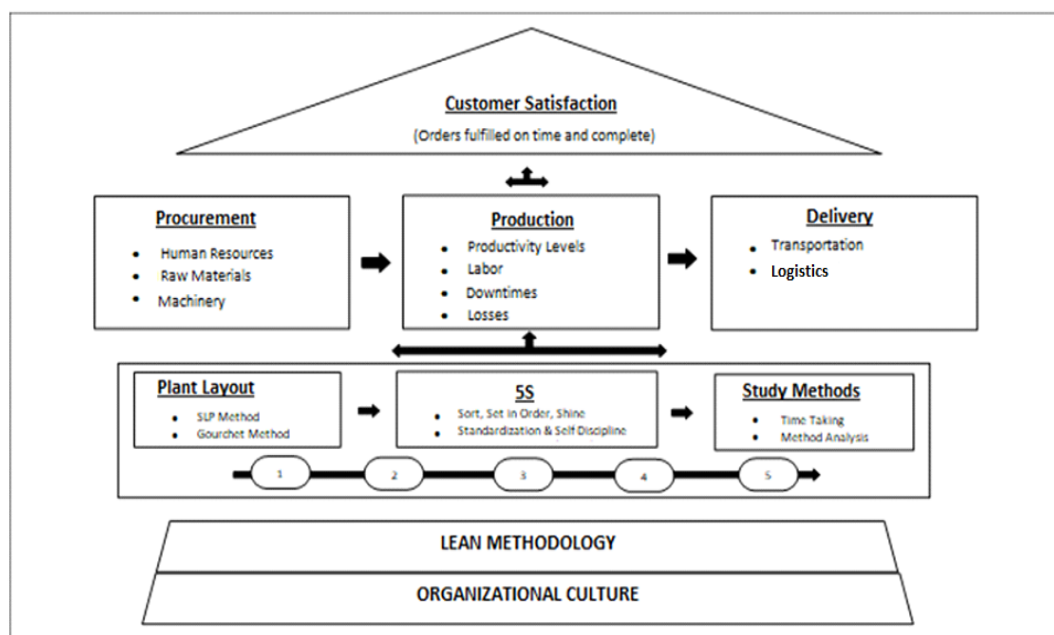 Customer Satisfaction
(Orders fulfilled on time and complete)
Procurement
• Human Resources
• Raw Materials
• Machinery
Production
• Productivity Levels
• Labor
• Downtimes
• Losses
Delivery
• Transportation
• Logistics
Plant Layout
• SLP Method
• Gourchet Method
5S
• Sort, Set in Order, Shine
• Standardization & Self Discipline
Study Methods
• Time Taking
• Method Analysis
1
2
3
4
5
LEAN METHODOLOGY
ORGANIZATIONAL CULTURE